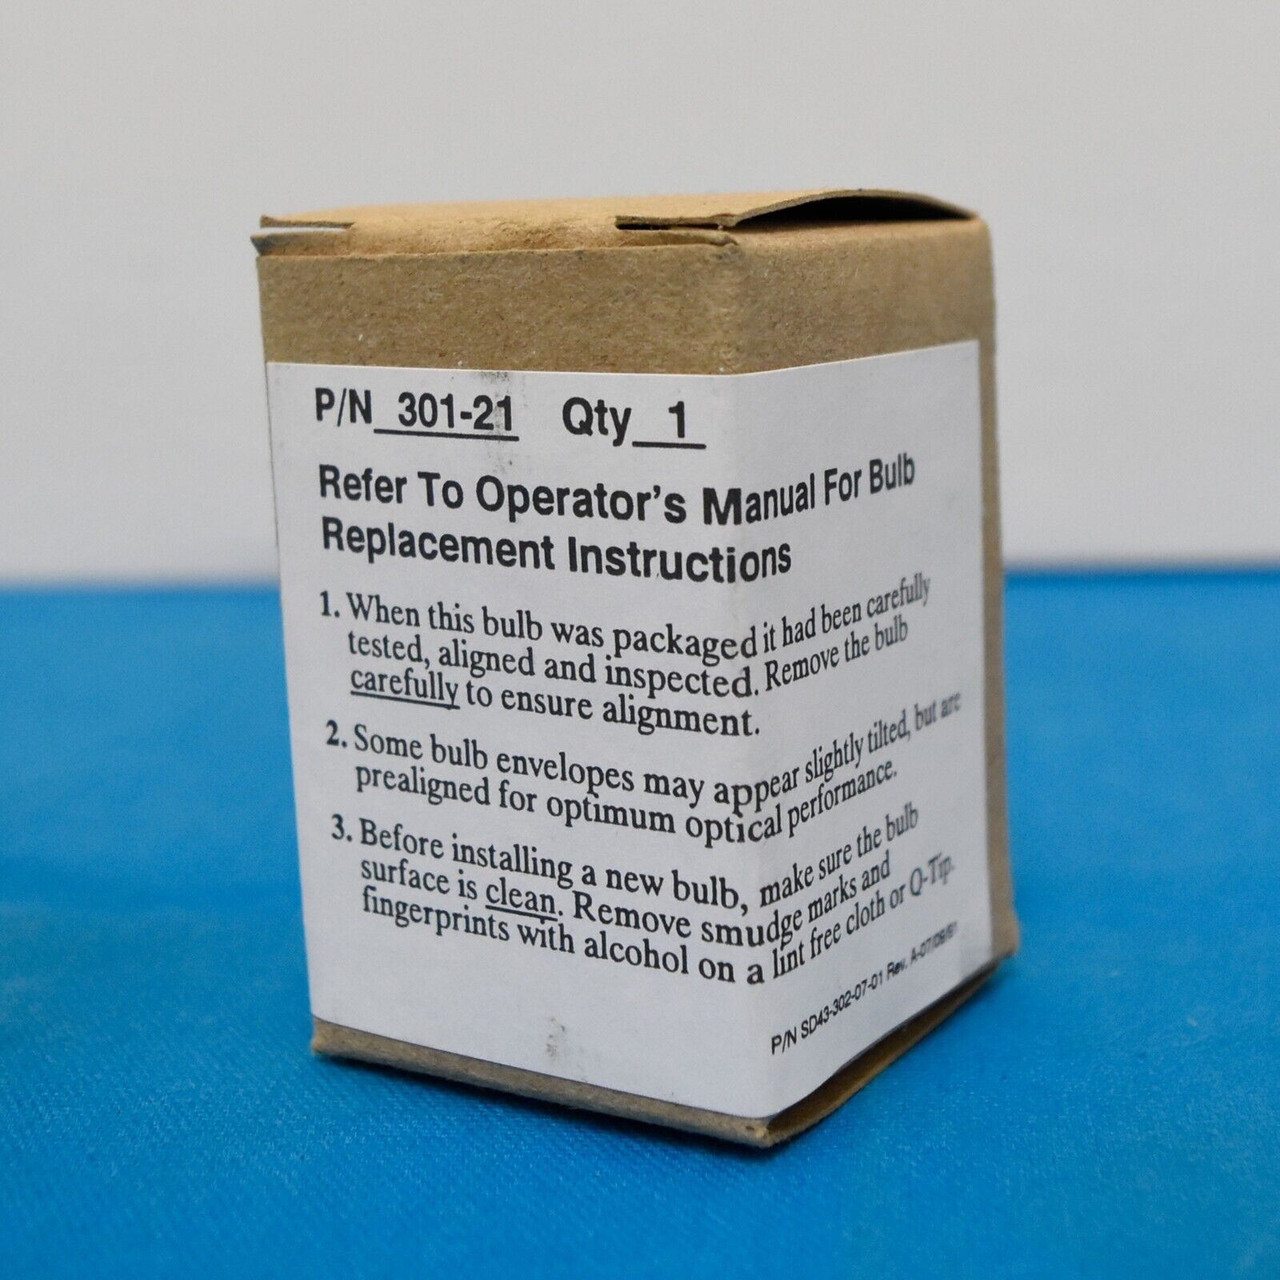 P/N 301-21 Qty 1
Refer To Operator's Manual For Bulb
Replacement Instructions
1. When this bulb was packaged it had been carefully
tested, aligned and inspected. Remove the bulb
carefully to ensure alignment.
2. Some bulb envelopes may appear slightly tilted, but are
prealigned for optimum optical performance.
3. Before installing a new bulb, make sure the bulb
surface is clean. Remove smudge marks and
fingerprints with alcohol on a lint free cloth or Q-Tip.
P/N SD43-302-07-01 Rev. A-